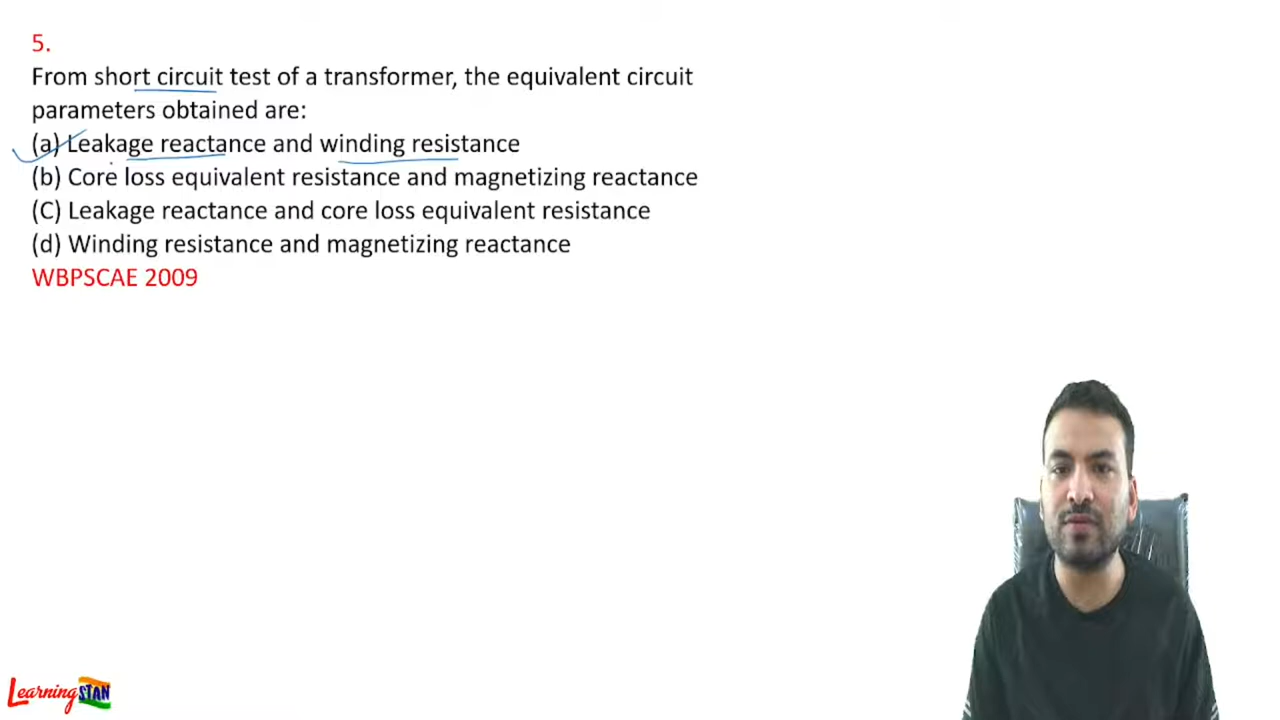 5.
From short circuit test of a transformer, the equivalent circuit
parameters obtained are:
(a) Leakage reactance and winding resistance
(b) Core loss equivalent resistance and magnetizing reactance
(C) Leakage reactance and core loss equivalent resistance
(d) Winding resistance and magnetizing reactance
WBPSCAE 2009
LearningSTAN